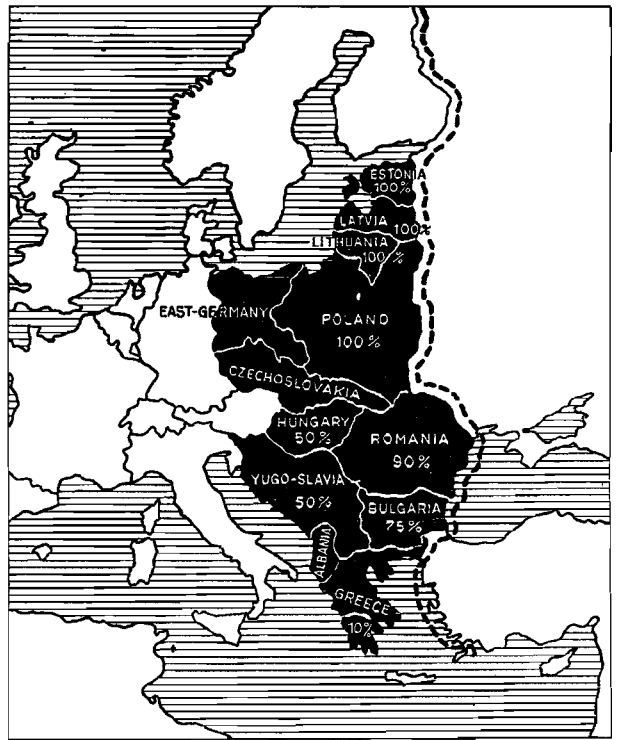 ESTONIA
100%
LATVIA 100%
LITHUANIA
100%
EAST-GERMANY
POLAND
100%
CZECHOSLOVAKIA
HUNGARY
50%
ROMANIA
90%
YUGO-SLAVIA
50%
BULGARIA
75%
ALBANIA
GREECE
10%